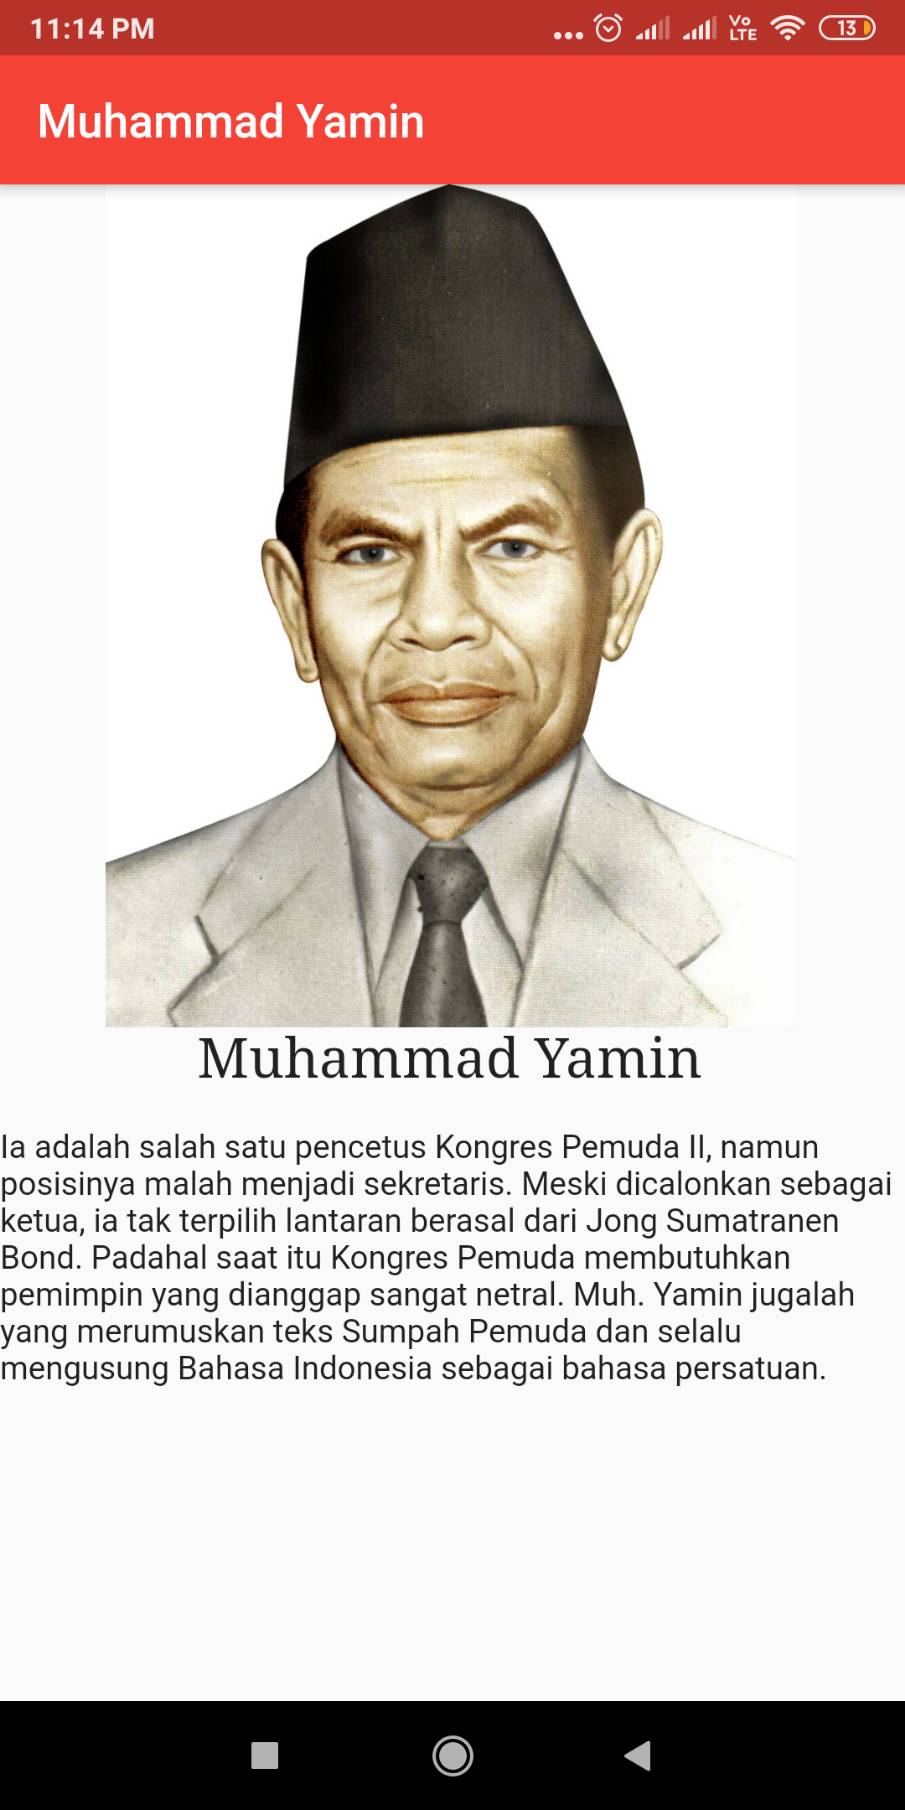 11:14 PM
Vo
LTE
13
Muhammad Yamin
Muhammad Yamin
Ia adalah salah satu pencetus Kongres Pemuda II, namun
posisinya malah menjadi sekretaris. Meski dicalonkan sebagai
ketua, ia tak terpilih lantaran berasal dari Jong Sumatranen
Bond. Padahal saat itu Kongres Pemuda membutuhkan
pemimpin yang dianggap sangat netral. Muh. Yamin jugalah
yang merumuskan teks Sumpah Pemuda dan selalu
mengusung Bahasa Indonesia sebagai bahasa persatuan.